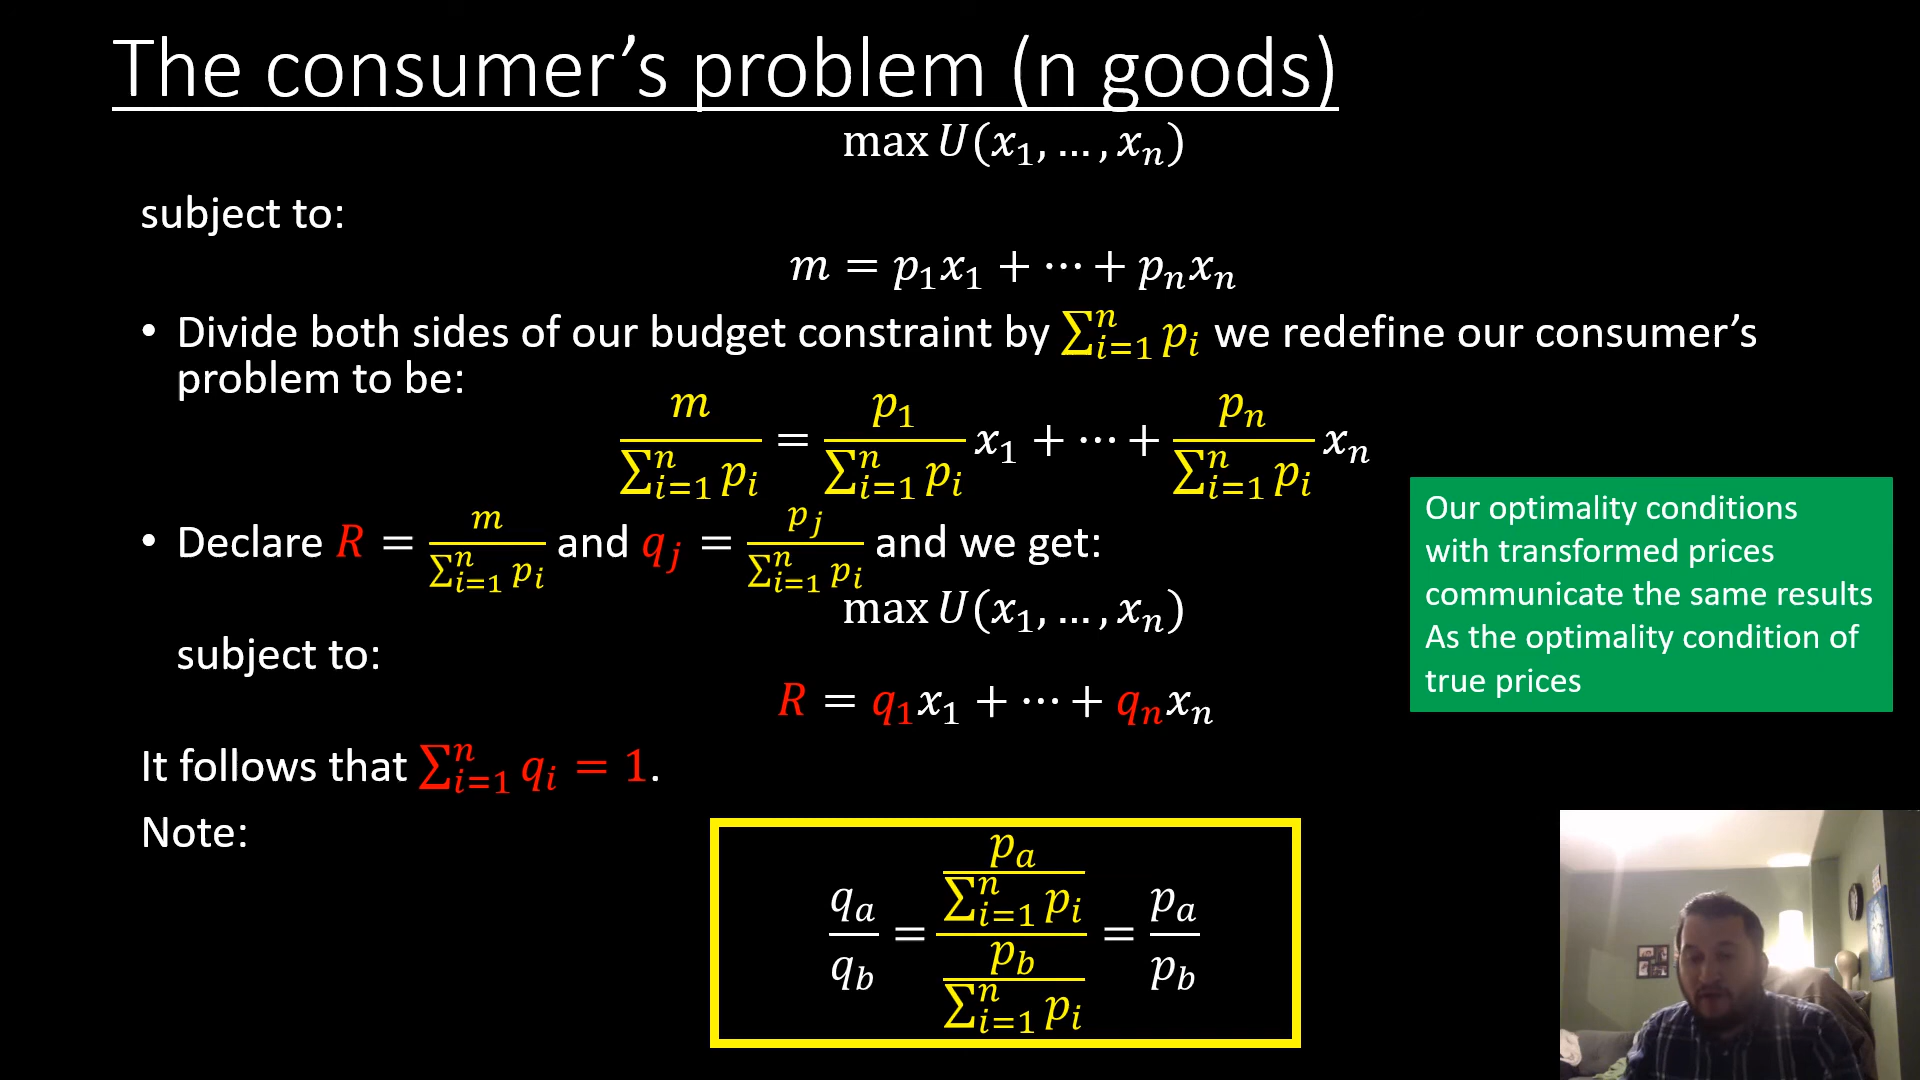 The consumer’s problem (n goods)
max U(x₁, … , xₙ)
subject to:
m = p₁x₁ + ⋯ + pₙxₙ
• Divide both sides of our budget constraint by ∑ⁿᵢ₌₁ pᵢ we redefine our consumer’s
problem to be:
m / ∑ⁿᵢ₌₁ pᵢ = p₁ / ∑ⁿᵢ₌₁ pᵢ x₁ + ⋯ + pₙ / ∑ⁿᵢ₌₁ pᵢ xₙ
• Declare R = m / ∑ⁿᵢ₌₁ pᵢ and qⱼ = pⱼ / ∑ⁿᵢ₌₁ pᵢ and we get:
max U(x₁, … , xₙ)
subject to:
R = q₁x₁ + ⋯ + qₙxₙ
It follows that ∑ⁿᵢ₌₁ qᵢ = 1.
Note:
q_a / q_b = (p_a / ∑ⁿᵢ₌₁ pᵢ) / (p_b / ∑ⁿᵢ₌₁ pᵢ) = p_a / p_b
Our optimality conditions
with transformed prices
communicate the same results
As the optimality condition of
true prices